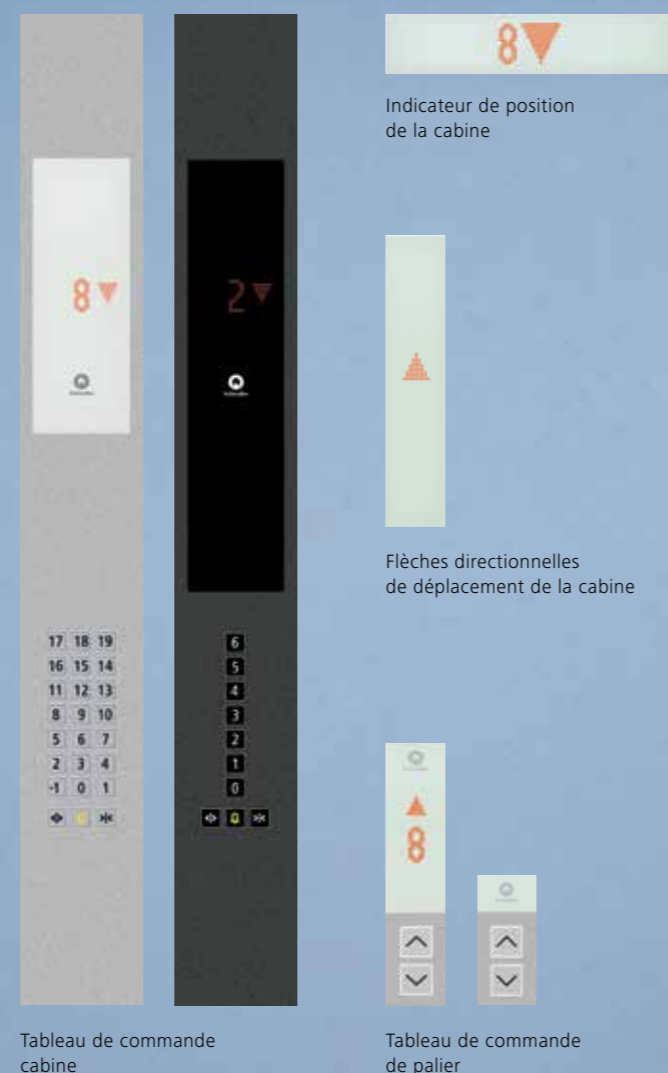 8
Indicateur de position
de la cabine
8
2
Flèches directionnelles
de déplacement de la cabine
17 18 19
16 15 14
11 12 13
8 9 10
5 6 7
2 3 4
-1 0 1
6
5
4
3
2
1
0
8
Tableau de commande
cabine
Tableau de commande
de palier